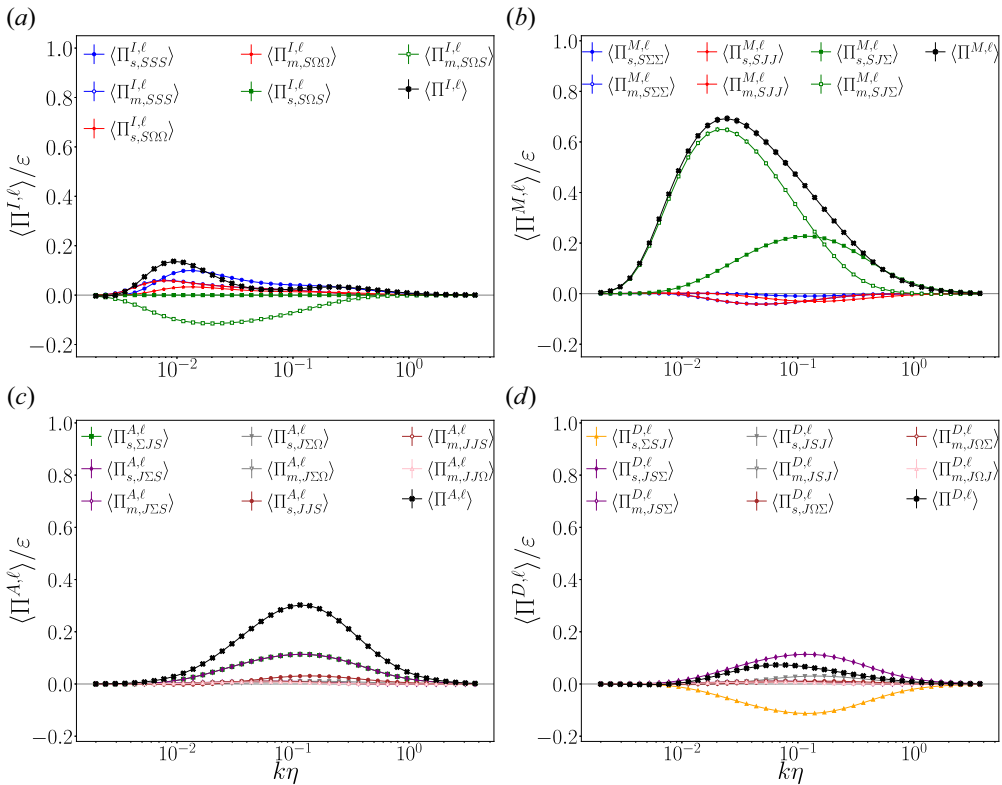 (a)
⟨Π^{I,ℓ}_{s,SSS}⟩ ⟨Π^{I,ℓ}_{m,SΩΩ}⟩ ⟨Π^{I,ℓ}_{m,SΩS}⟩
⟨Π^{I,ℓ}_{m,SSS}⟩ ⟨Π^{I,ℓ}_{s,SΩS}⟩ ⟨Π^{I,ℓ}⟩
⟨Π^{I,ℓ}_{s,SΩΩ}⟩
⟨Π^{I,ℓ}⟩/ε
1.0
0.8
0.6
0.4
0.2
0.0
−0.2
10^{−2} 10^{−1} 10^{0}
(b)
⟨Π^{M,ℓ}_{s,SΣΣ}⟩ ⟨Π^{M,ℓ}_{s,SJJ}⟩ ⟨Π^{M,ℓ}_{s,SJΣ}⟩ ⟨Π^{M,ℓ}⟩
⟨Π^{M,ℓ}_{m,SΣΣ}⟩ ⟨Π^{M,ℓ}_{m,SJJ}⟩ ⟨Π^{M,ℓ}_{m,SJΣ}⟩
⟨Π^{M,ℓ}⟩/ε
1.0
0.8
0.6
0.4
0.2
0.0
−0.2
10^{−2} 10^{−1} 10^{0}
(c)
⟨Π^{A,ℓ}_{s,ΣJS}⟩ ⟨Π^{A,ℓ}_{s,JΣΩ}⟩ ⟨Π^{A,ℓ}_{m,JJS}⟩
⟨Π^{A,ℓ}_{s,JΣS}⟩ ⟨Π^{A,ℓ}_{m,JΣΩ}⟩ ⟨Π^{A,ℓ}_{m,JJΩ}⟩
⟨Π^{A,ℓ}_{m,JΣS}⟩ ⟨Π^{A,ℓ}_{s,JJS}⟩ ⟨Π^{A,ℓ}⟩
⟨Π^{A,ℓ}⟩/ε
1.0
0.8
0.6
0.4
0.2
0.0
−0.2
10^{−2} 10^{−1} 10^{0}
kη
(d)
⟨Π^{D,ℓ}_{s,ΣSJ}⟩ ⟨Π^{D,ℓ}_{s,JSJ}⟩ ⟨Π^{D,ℓ}_{m,JΩΣ}⟩
⟨Π^{D,ℓ}_{s,JSΣ}⟩ ⟨Π^{D,ℓ}_{m,JSJ}⟩ ⟨Π^{D,ℓ}_{m,JΩJ}⟩
⟨Π^{D,ℓ}_{m,JSΣ}⟩ ⟨Π^{D,ℓ}_{s,JΩΣ}⟩ ⟨Π^{D,ℓ}⟩
⟨Π^{D,ℓ}⟩/ε
1.0
0.8
0.6
0.4
0.2
0.0
−0.2
10^{−2} 10^{−1} 10^{0}
kη